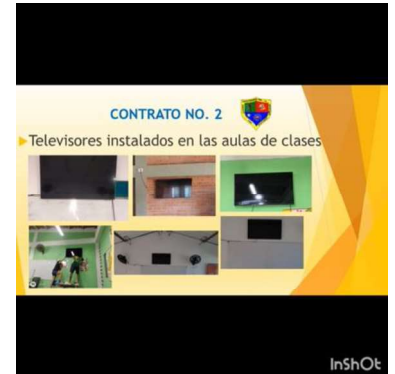 CONTRATO NO. 2
Televisores instalados en las aulas de clases
InShOt